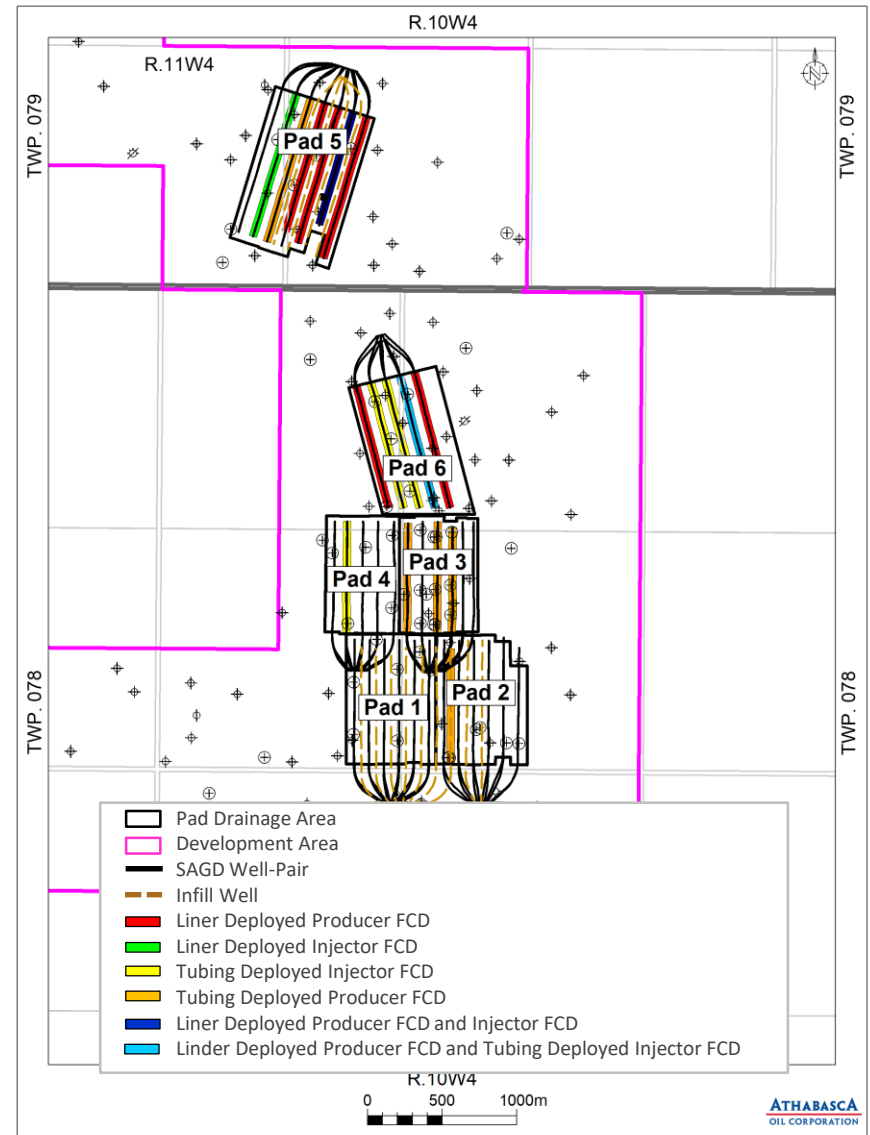 R.10W4
R.11W4
N
TWP. 079
TWP. 079
Pad 5
Pad 6
Pad 4
Pad 3
Pad 1
Pad 2
TWP. 078
TWP. 078
Pad Drainage Area
Development Area
SAGD Well-Pair
Infill Well
Liner Deployed Producer FCD
Liner Deployed Injector FCD
Tubing Deployed Injector FCD
Tubing Deployed Producer FCD
Liner Deployed Producer FCD and Injector FCD
Linder Deployed Producer FCD and Tubing Deployed Injector FCD
R.10W4
0 500 1000m
ATHABASCA
OIL CORPORATION